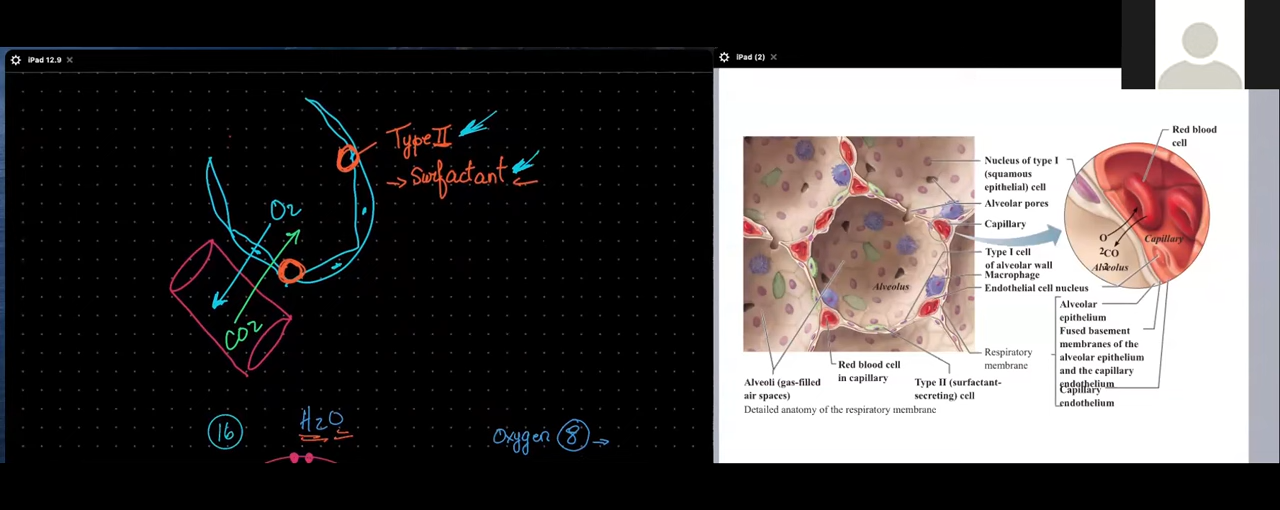 iPad 12.9
Type II
→ Surfactant ←
O2
CO2
16
H2O
Oxygen 8 →
iPad (2)
Red blood
cell
Nucleus of type I
(squamous
epithelial) cell
Alveolar pores
Capillary
Type I cell
of alveolar wall
Macrophage
Endothelial cell nucleus
Alveolus
O
2CO
2
Capillary
Alveolus
Alveolar
epithelium
Fused basement
membranes of the
alveolar epithelium
and the capillary
endothelium
Capillary
endothelium
Respiratory
membrane
Red blood cell
in capillary
Alveoli (gas-filled
air spaces)
Type II (surfactant-
secreting) cell
Detailed anatomy of the respiratory membrane